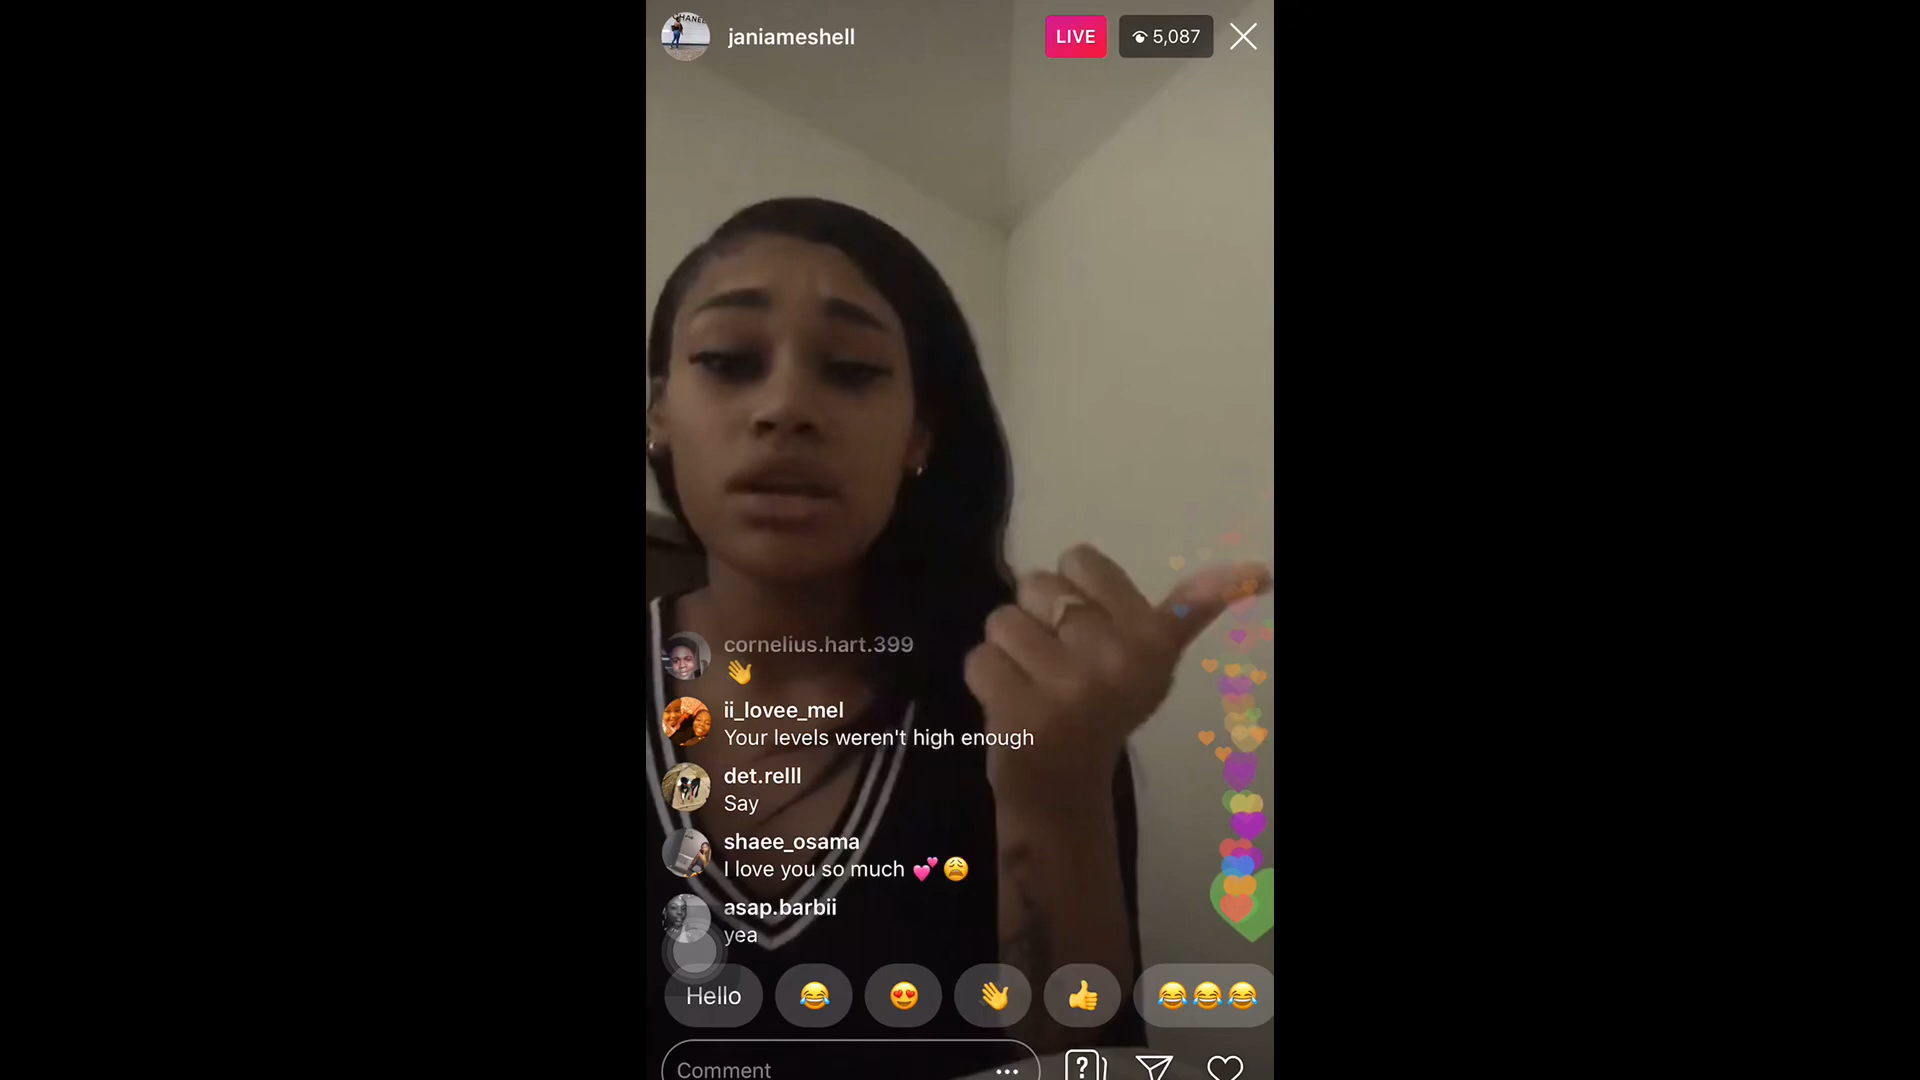 CHANEL
janiameshell
LIVE
5,087
cornelius.hart.399
👋
ii_lovee_mel
Your levels weren't high enough
det.relll
Say
shaee_osama
I love you so much 💕😩
asap.barbii
yea
Hello
😂
😍
👋
👍
😂😂😂
Comment
?